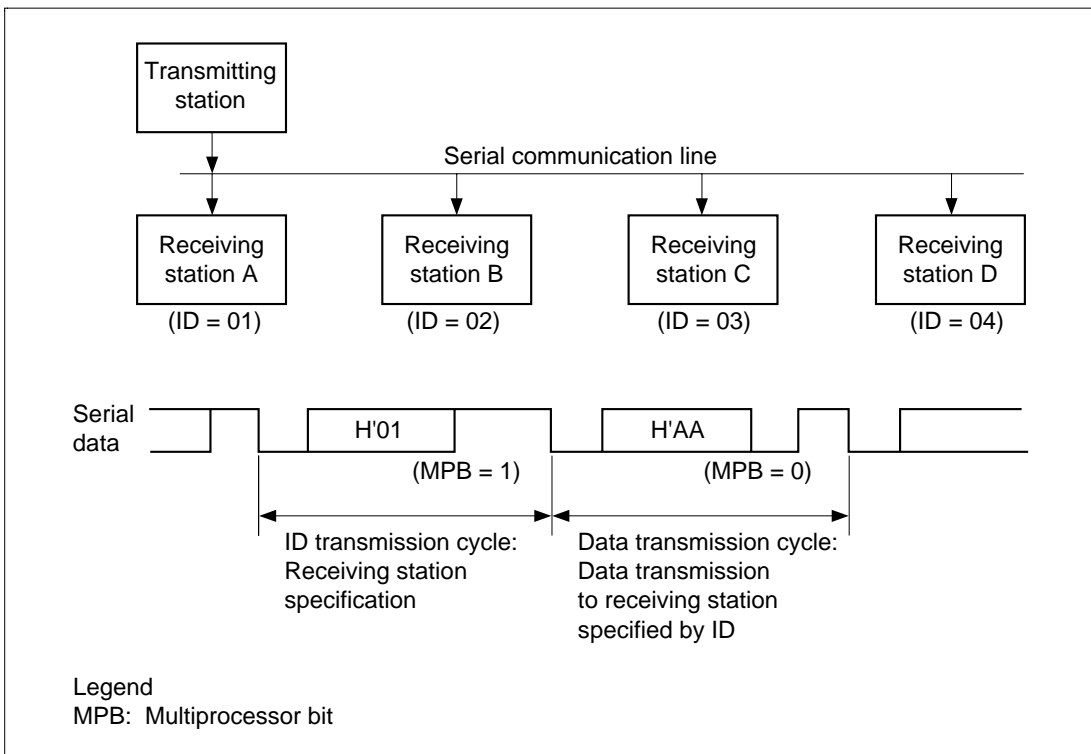 Transmitting
station
Serial communication line
Receiving
station A
Receiving
station B
Receiving
station C
Receiving
station D
(ID = 01)
(ID = 02)
(ID = 03)
(ID = 04)
Serial
data
H'01
H'AA
(MPB = 1)
(MPB = 0)
ID transmission cycle:
Receiving station
specification
Data transmission cycle:
Data transmission
to receiving station
specified by ID
Legend
MPB: Multiprocessor bit